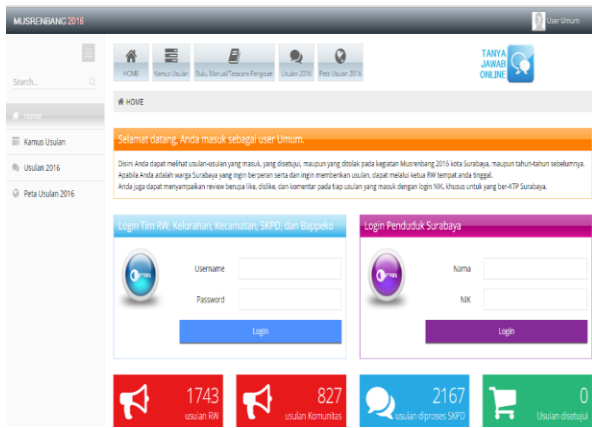 MUSRENBANG 2016
User Umum
Search...
HOME
Kamus Usulan
Buku Manual/Tatacara Pengisian
Usulan 2016
Peta Usulan 2016
TANYA
JAWAB
ONLINE
HOME
Home
Kamus Usulan
Usulan 2016
Peta Usulan 2016
Selamat datang, Anda masuk sebagai user Umum.
Disini Anda dapat melihat usulan-usulan yang masuk, yang disetujui, maupun yang ditolak pada kegiatan Musrenbang 2016 kota Surabaya, maupun tahun-tahun sebelumnya.
Apabila Anda adalah warga Surabaya yang ingin berperan serta dan ingin memberikan usulan, dapat melalui ketua RW tempat anda tinggal.
Anda juga dapat menyampaikan review berupa like, dislike, dan komentar pada tiap usulan yang masuk dengan login NIK, khusus untuk yang ber-KTP Surabaya.
Login Tim RW, Kelurahan, Kecamatan, SKPD, dan Bappeko
Username
Password
Login
Login Penduduk Surabaya
Nama
NIK
Login
1743
usulan RW
827
usulan Komunitas
2167
usulan diproses SKPD
0
Usulan disetujui